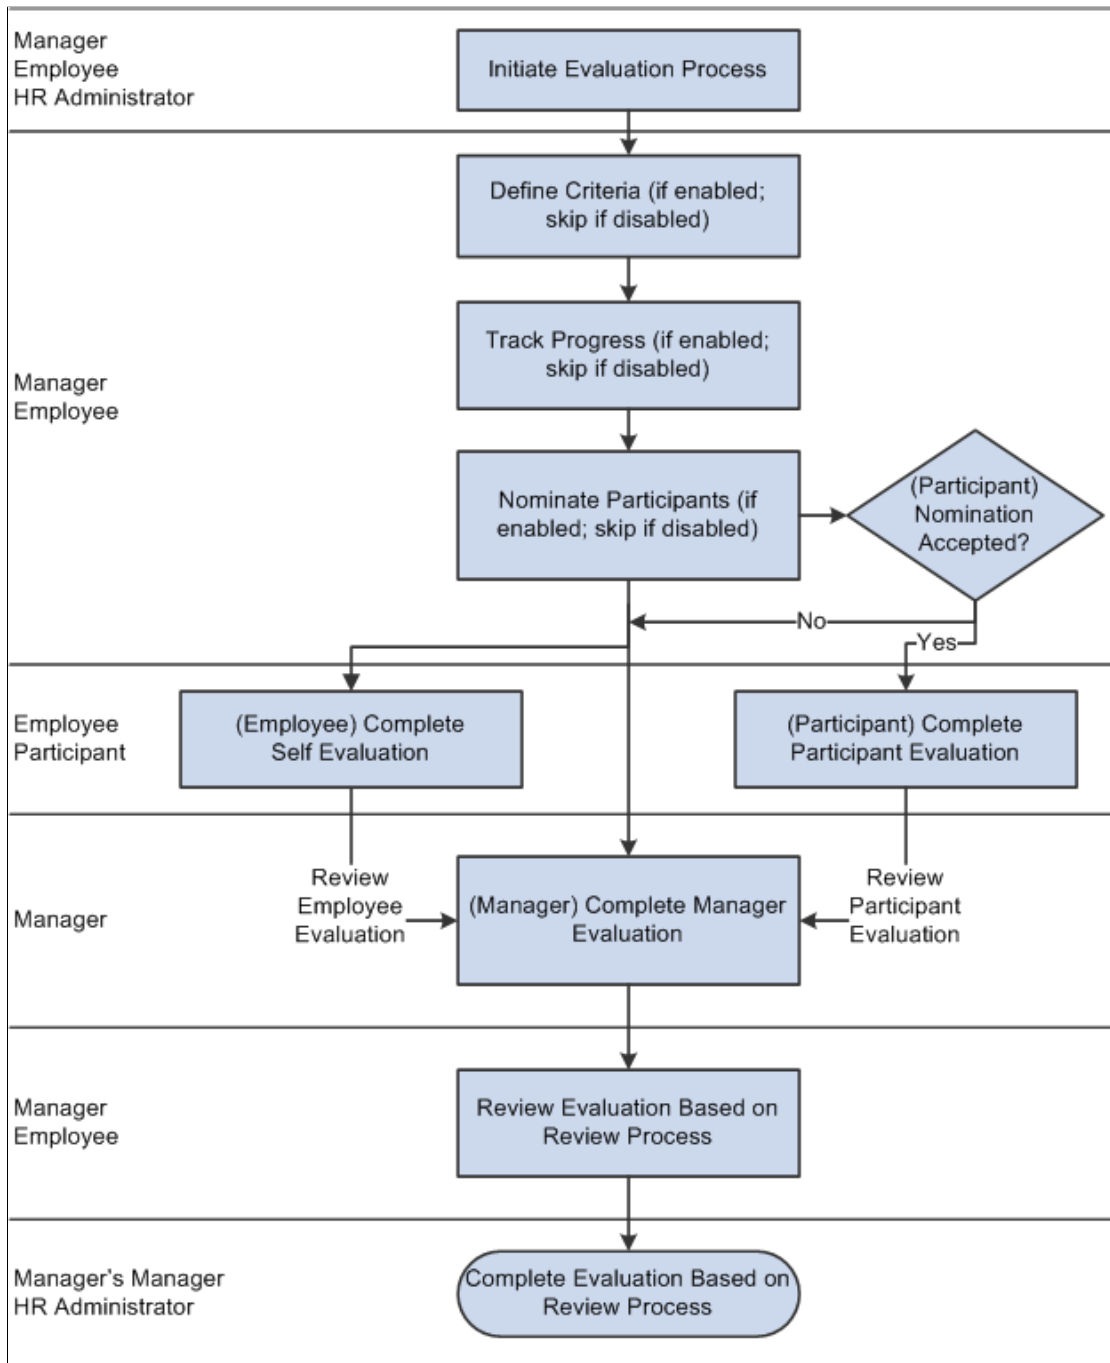 Manager
Employee
HR Administrator
Initiate Evaluation Process
Define Criteria (if enabled;
skip if disabled)
Track Progress (if enabled;
skip if disabled)
Manager
Employee
Nominate Participants (if
enabled; skip if disabled)
(Participant)
Nomination
Accepted?
No
Yes
Employee
Participant
(Employee) Complete
Self Evaluation
(Participant) Complete
Participant Evaluation
Manager
Review
Employee
Evaluation
(Manager) Complete Manager
Evaluation
Review
Participant
Evaluation
Manager
Employee
Review Evaluation Based on
Review Process
Manager's Manager
HR Administrator
Complete Evaluation Based on
Review Process